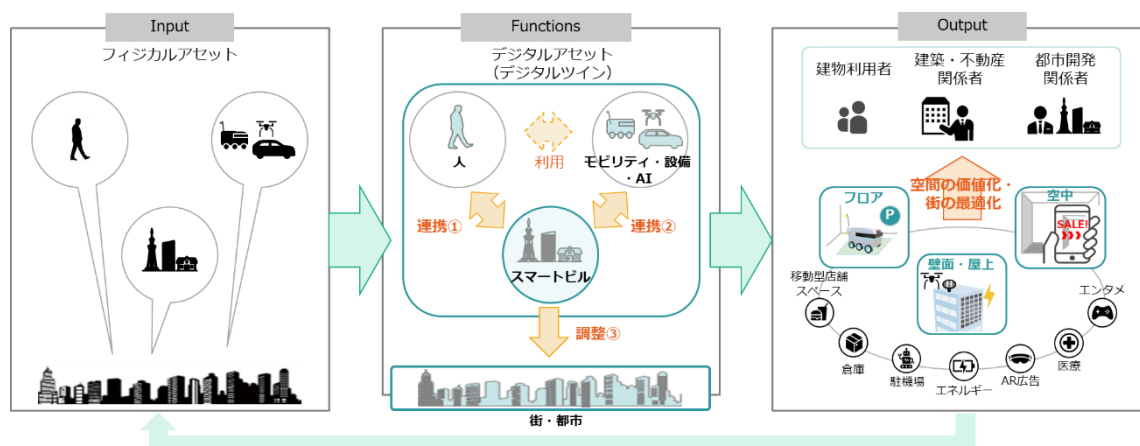 Input
フィジカルアセット
Functions
デジタルアセット
（デジタルツイン）
人
利用
モビリティ・設備
・AI
連携①
連携②
スマートビル
調整③
街・都市
Output
建物利用者
建築・不動産
関係者
都市開発
関係者
空間の価値化・
街の最適化
フロア
P
空中
SALE!
壁面・屋上
移動型店舗
スペース
倉庫
駐機場
エネルギー
AR広告
医療
エンタメ